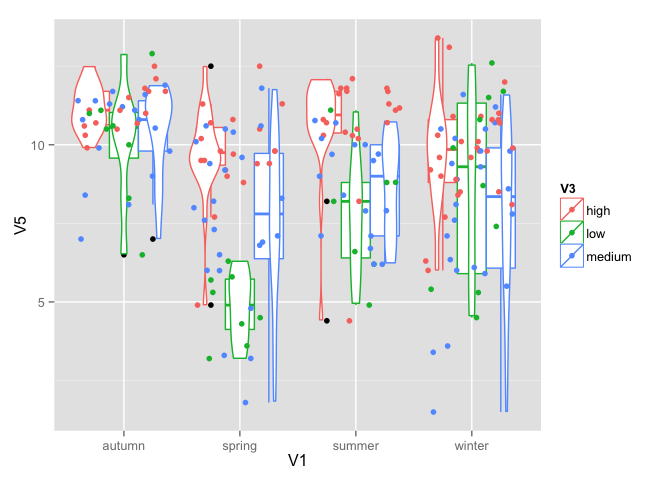 V5
10
5
autumn
spring
summer
winter
V1
V3
high
low
medium